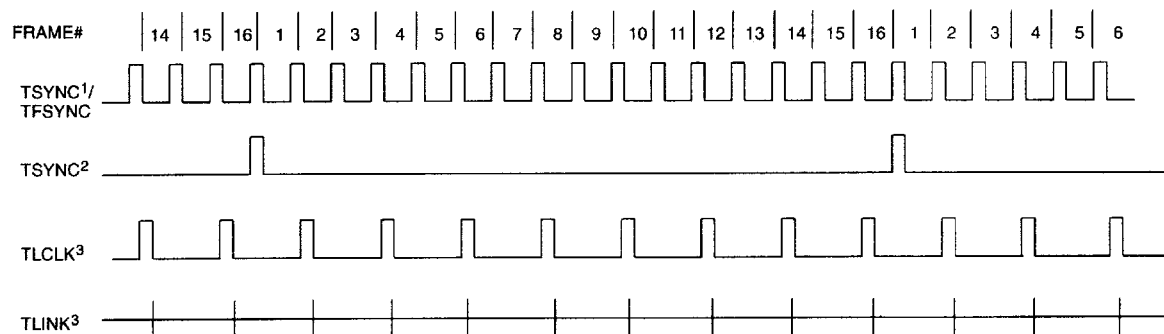 FRAME# 14 15 16 1 2 3 4 5 6 7 8 9 10 11 12 13 14 15 16 1 2 3 4 5 6
TSYNC1/
TFSYNC
TSYNC2
TLCLK3
TLINK3